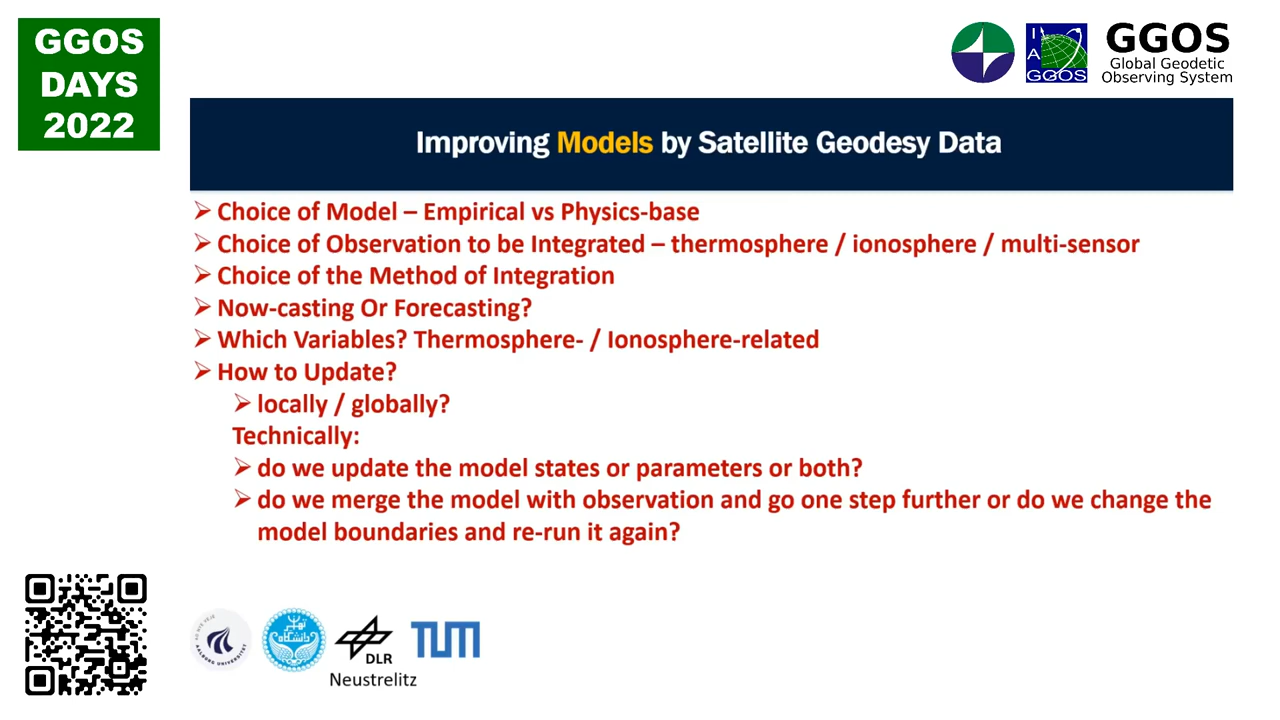 GGOS
DAYS
2022
I
A
G
GGOS
GGOS
Global Geodetic
Observing System
Improving Models by Satellite Geodesy Data
➢ Choice of Model – Empirical vs Physics-base
➢ Choice of Observation to be Integrated – thermosphere / ionosphere / multi-sensor
➢ Choice of the Method of Integration
➢ Now-casting Or Forecasting?
➢ Which Variables? Thermosphere- / Ionosphere-related
➢ How to Update?
➢ locally / globally?
Technically:
➢ do we update the model states or parameters or both?
➢ do we merge the model with observation and go one step further or do we change the
model boundaries and re-run it again?
AALBORG UNIVERSITET
DLR
TUM
Neustrelitz